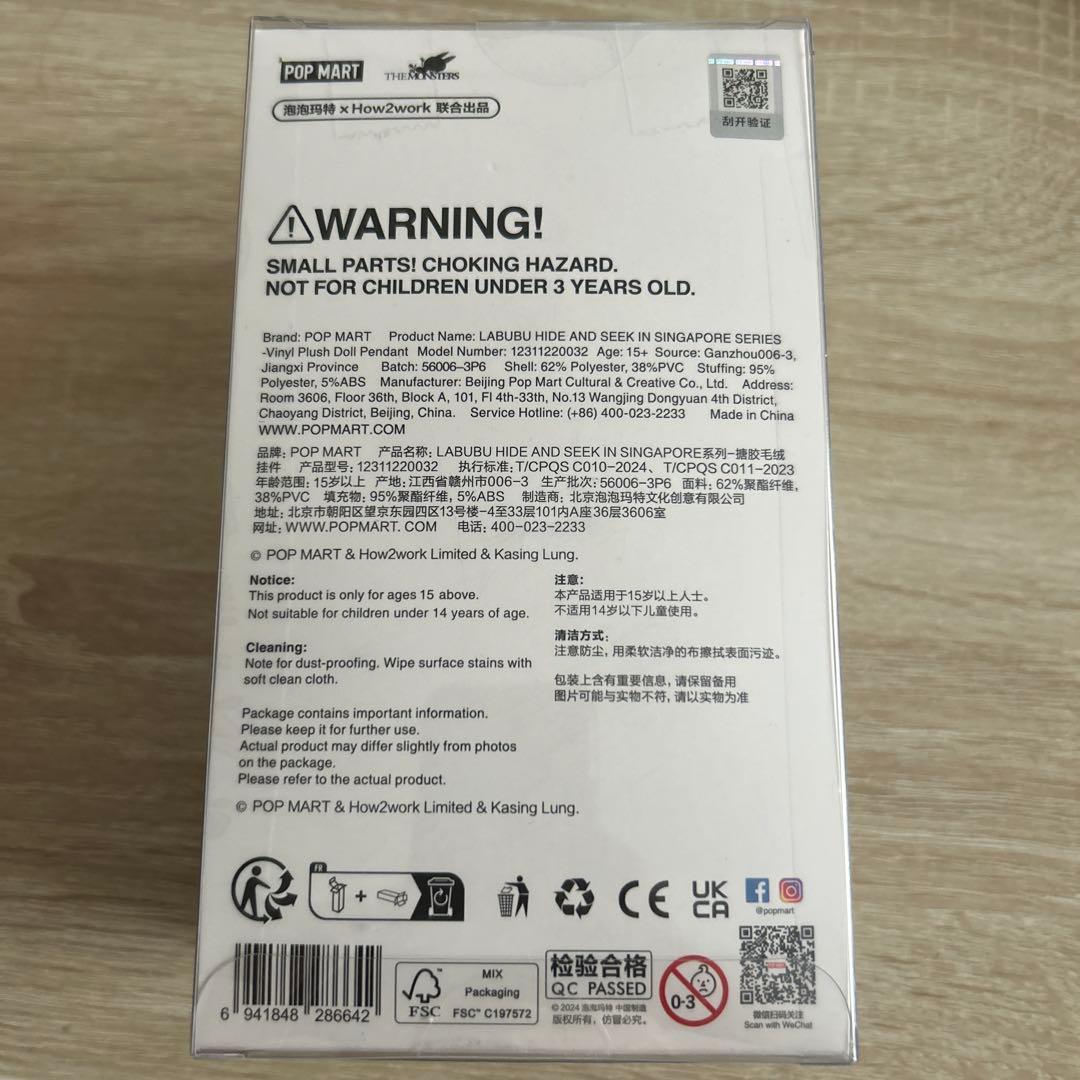 POP MART THE MONSTERS
泡泡玛特 × How2work 联合出品
刮开验证
WARNING!
SMALL PARTS! CHOKING HAZARD.
NOT FOR CHILDREN UNDER 3 YEARS OLD.
Brand: POP MART Product Name: LABUBU HIDE AND SEEK IN SINGAPORE SERIES
-Vinyl Plush Doll Pendant Model Number: 12311220032 Age: 15+ Source: Ganzhou006-3,
Jiangxi Province Batch: 56006-3P6 Shell: 62% Polyester, 38%PVC Stuffing: 95%
Polyester, 5%ABS Manufacturer: Beijing Pop Mart Cultural & Creative Co., Ltd. Address:
Room 3606, Floor 36th, Block A, 101, Fl 4th-33th, No.13 Wangjing Dongyuan 4th District,
Chaoyang District, Beijing, China. Service Hotline: (+86) 400-023-2233 Made in China
WWW.POPMART.COM
品牌: POP MART 产品名称: LABUBU HIDE AND SEEK IN SINGAPORE系列-搪胶毛绒
挂件 产品型号: 12311220032 执行标准: T/CPQS C010-2024、T/CPQS C011-2023
年龄范围: 15岁以上 产地: 江西省赣州市006-3 生产批次: 56006-3P6 面料: 62%聚酯纤维,
38%PVC 填充物: 95%聚酯纤维, 5%ABS 制造商: 北京泡泡玛特文化创意有限公司
地址: 北京市朝阳区望京东园四区13号楼-4至33层101内A座36层3606室
网址: WWW.POPMART. COM 电话: 400-023-2233
© POP MART & How2work Limited & Kasing Lung.
Notice:
This product is only for ages 15 above.
Not suitable for children under 14 years of age.
Cleaning:
Note for dust-proofing. Wipe surface stains with
soft clean cloth.
Package contains important information.
Please keep it for further use.
Actual product may differ slightly from photos
on the package.
Please refer to the actual product.
注意:
本产品适用于15岁以上人士。
不适用14岁以下儿童使用。
清洁方式:
注意防尘, 用柔软洁净的布擦拭表面污迹。
包装上含有重要信息, 请保留备用
图片可能与实物不符, 请以实物为准
© POP MART & How2work Limited & Kasing Lung.
FR
CE
UK
CA
@popmart
6 941848 286642
FSC
MIX
Packaging
FSC™ C197572
检验合格
QC PASSED
© 2024 泡泡玛特 中国制造
版权所有, 仿冒必究。
0-3
POP MART
微信扫码关注
Scan with WeChat